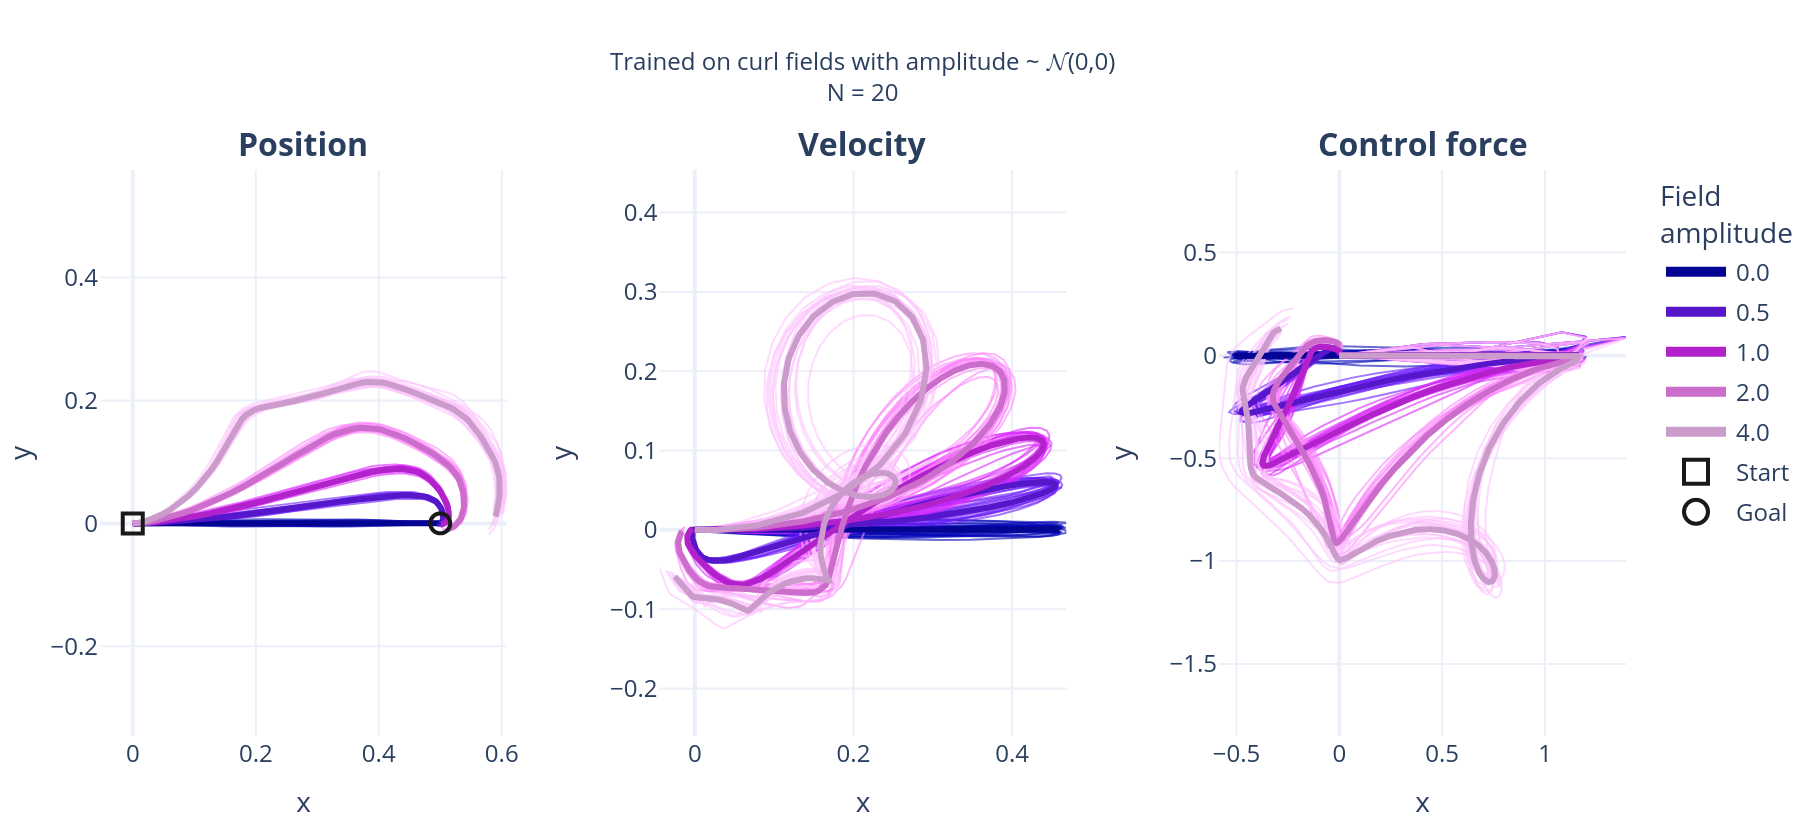 Trained on curl fields with amplitude ~ 𝒩(0,0)
N = 20
Position
Velocity
Control force
0.4
0.2
0
−0.2
y
0
0.2
0.4
0.6
x
0.4
0.3
0.2
0.1
0
−0.1
−0.2
y
0
0.2
0.4
x
0.5
0
−0.5
−1
−1.5
y
−0.5
0
0.5
1
x
Field
amplitude
0.0
0.5
1.0
2.0
4.0
Start
Goal